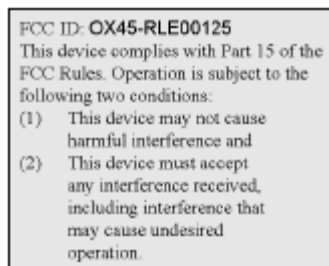 FCC ID: OX45-RLE00125
This device complies with Part 15 of the
FCC Rules. Operation is subject to the
following two conditions:
(1) This device may not cause
harmful interference and
(2) This device must accept
any interference received,
including interference that
may cause undesired
operation.